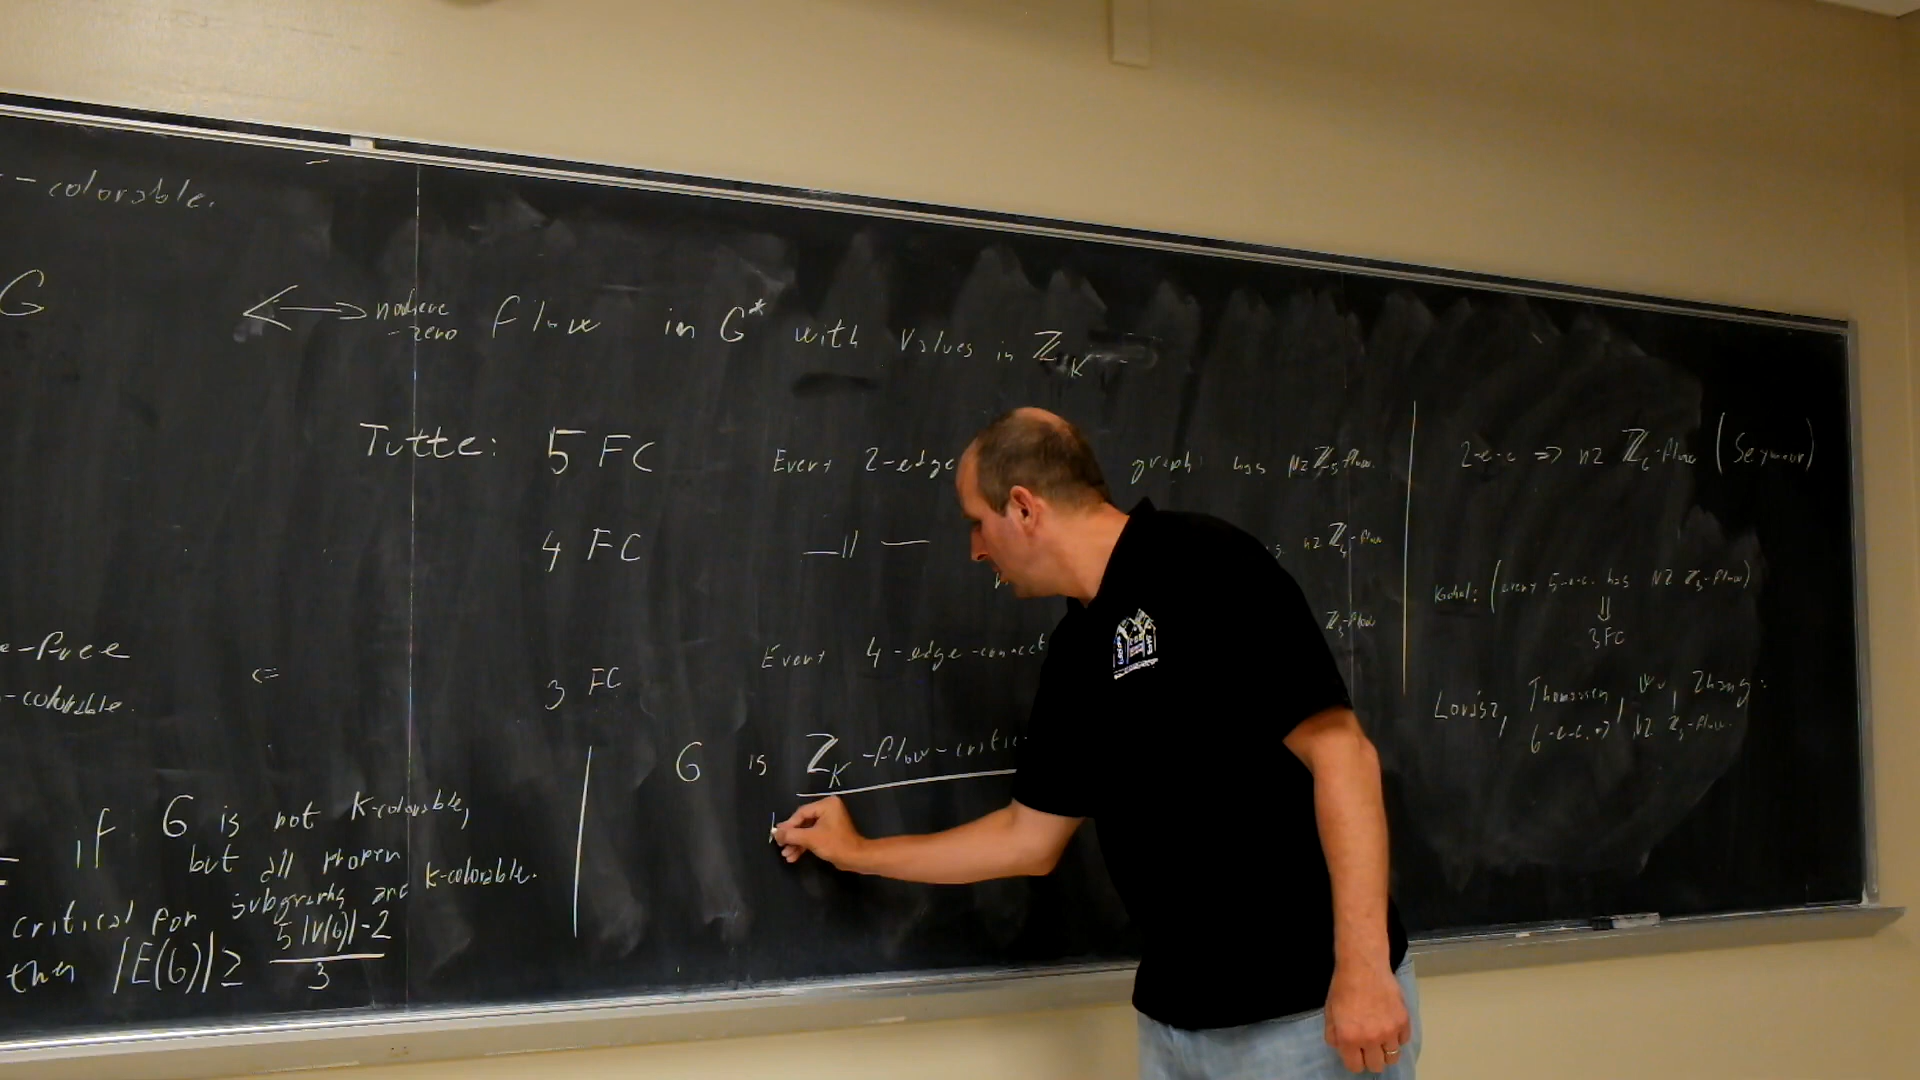 -colorable.
G ⟷ nowhere-zero flow in G* with values in ℤ_K
Tutte: 5FC Every 2-edge graph has NZ ℤ_5-flow.
4 FC —||— nz ℤ_4-flow
3 FC Every 4-edge-connect ℤ_3-flow
e-free ⇐
-colorable.
G is ℤ_K-flow-critic
if G is not K-colorable,
but all proper
subgraphs are K-colorable.
critical for
then |E(G)| ≥ 5|V(G)|-2 / 3
2-e-c ⇒ nz ℤ_6-flow (Seymour)
Kochol: (every 5-e-c. has NZ ℤ_3-flow)
⇓
3FC
Lovász, Thomassen, Wu, Zhang:
6-e-c. ⇒ NZ ℤ_3-flow.